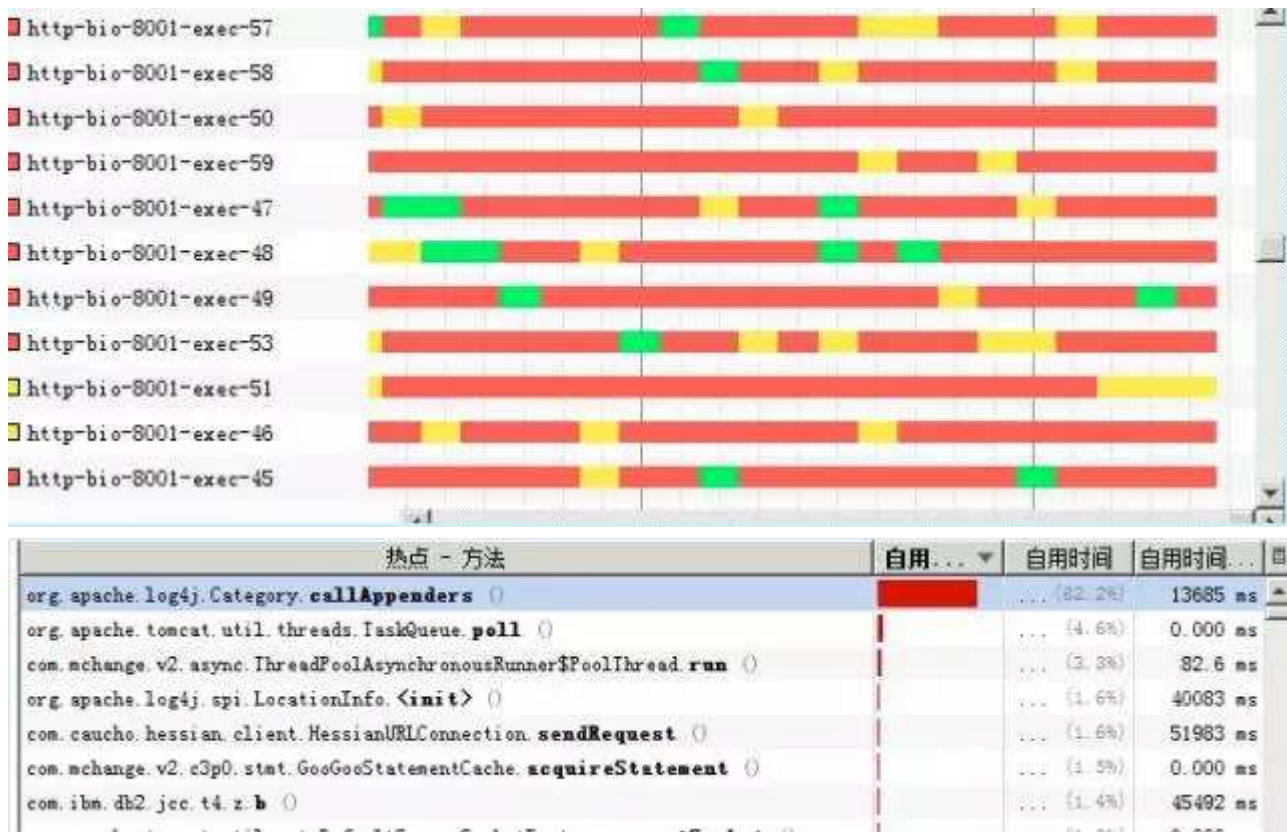 http-bio-8001-exec-57
http-bio-8001-exec-58
http-bio-8001-exec-50
http-bio-8001-exec-59
http-bio-8001-exec-47
http-bio-8001-exec-48
http-bio-8001-exec-49
http-bio-8001-exec-53
http-bio-8001-exec-51
http-bio-8001-exec-46
http-bio-8001-exec-45
热点 - 方法 自用... 自用时间 自用时间...
org.apache.log4j.Category.callAppenders () ... (82.2%) 13685 ms
org.apache.tomcat.util.threads.TaskQueue.poll () ... (4.6%) 0.000 ms
com.mchange.v2.async.ThreadPoolAsynchronousRunner$PoolThread.run () ... (3.3%) 82.6 ms
org.apache.log4j.spi.LocationInfo.<init> () ... (1.6%) 40083 ms
com.caucho.hessian.client.HessianURLConnection.sendRequest () ... (1.6%) 51983 ms
com.mchange.v2.c3p0.stmt.GooGooStatementCache.acquireStatement () ... (1.5%) 0.000 ms
com.ibm.db2.jcc.t4.z.b () ... (1.4%) 45492 ms